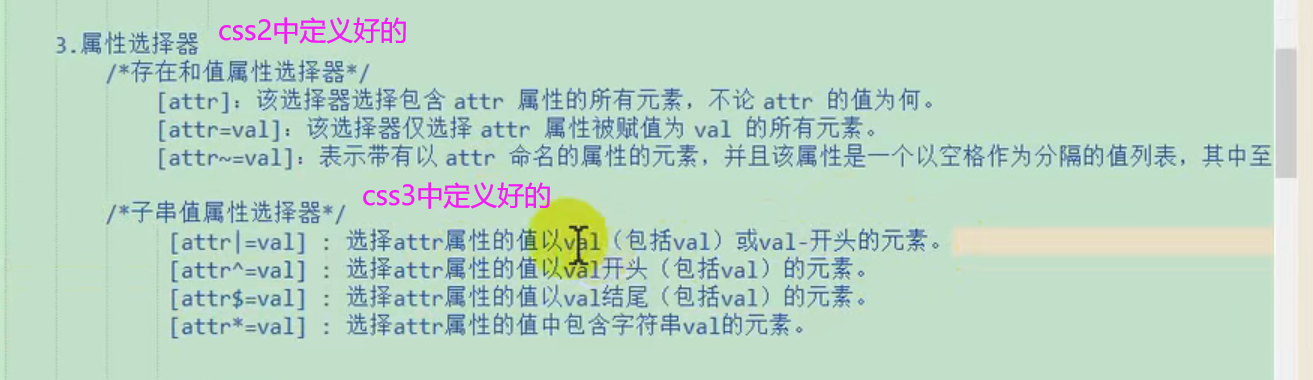 3.属性选择器 css2中定义好的
/*存在和值属性选择器*/
[attr]：该选择器选择包含 attr 属性的所有元素，不论 attr 的值为何。
[attr=val]：该选择器仅选择 attr 属性被赋值为 val 的所有元素。
[attr~=val]：表示带有以 attr 命名的属性的元素，并且该属性是一个以空格作为分隔的值列表，其中至
/*子串值属性选择器*/ css3中定义好的
[attr|=val] : 选择attr属性的值以val（包括val）或val-开头的元素。
[attr^=val] : 选择attr属性的值以val开头（包括val）的元素。
[attr$=val] : 选择attr属性的值以val结尾（包括val）的元素。
[attr*=val] : 选择attr属性的值中包含字符串val的元素。